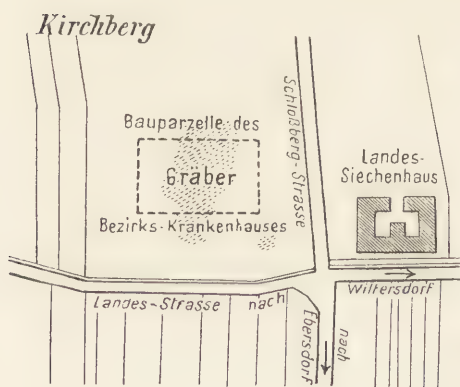 Kirchberg
Bauparzelle des
Gräber
Bezirks-Krankenhauses
Schloßberg-Strasse
Landes-
Siechenhaus
Landes-Strasse nach
Wiltersdorf
nach
Ebersdorf